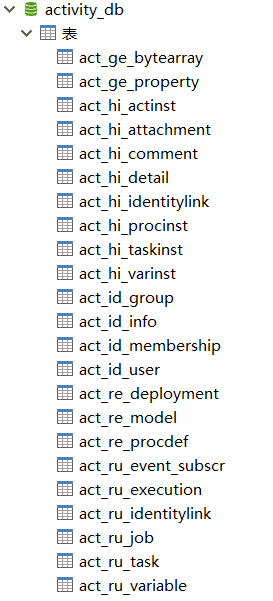 activity_db
表
act_ge_bytearray
act_ge_property
act_hi_actinst
act_hi_attachment
act_hi_comment
act_hi_detail
act_hi_identitylink
act_hi_procinst
act_hi_taskinst
act_hi_varinst
act_id_group
act_id_info
act_id_membership
act_id_user
act_re_deployment
act_re_model
act_re_procdef
act_ru_event_subscr
act_ru_execution
act_ru_identitylink
act_ru_job
act_ru_task
act_ru_variable